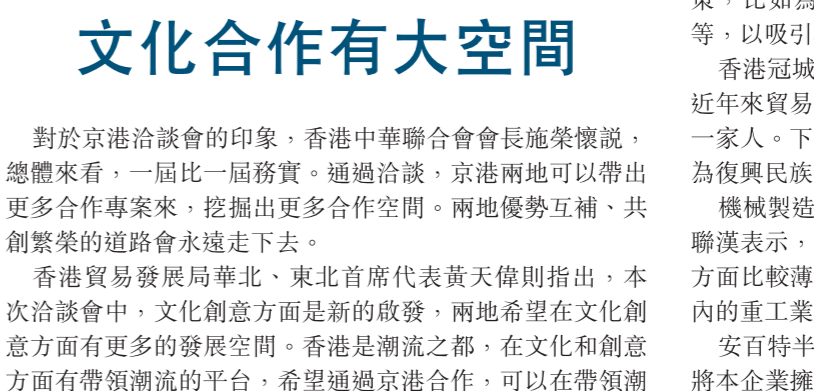 文化合作有大空間
對於京港洽談會的印象，香港中華聯合會會長施榮懷說，
總體來看，一屆比一屆務實。通過洽談，京港兩地可以帶出
更多合作專案來，挖掘出更多合作空間。兩地優勢互補、共
創繁榮的道路會永遠走下去。
香港貿易發展局華北、東北首席代表黃天偉則指出，本
次洽談會中，文化創意方面是新的啟發，兩地希望在文化創
意方面有更多的發展空間。香港是潮流之都，在文化和創意
方面有帶領潮流的平台，希望通過京港合作，可以在帶領潮
等，以吸引
香港冠城
近年來貿易
一家人。下
為復興民族
機械製造
聯漢表示，
方面比較薄
內的重工業
安百特半
將本企業擁